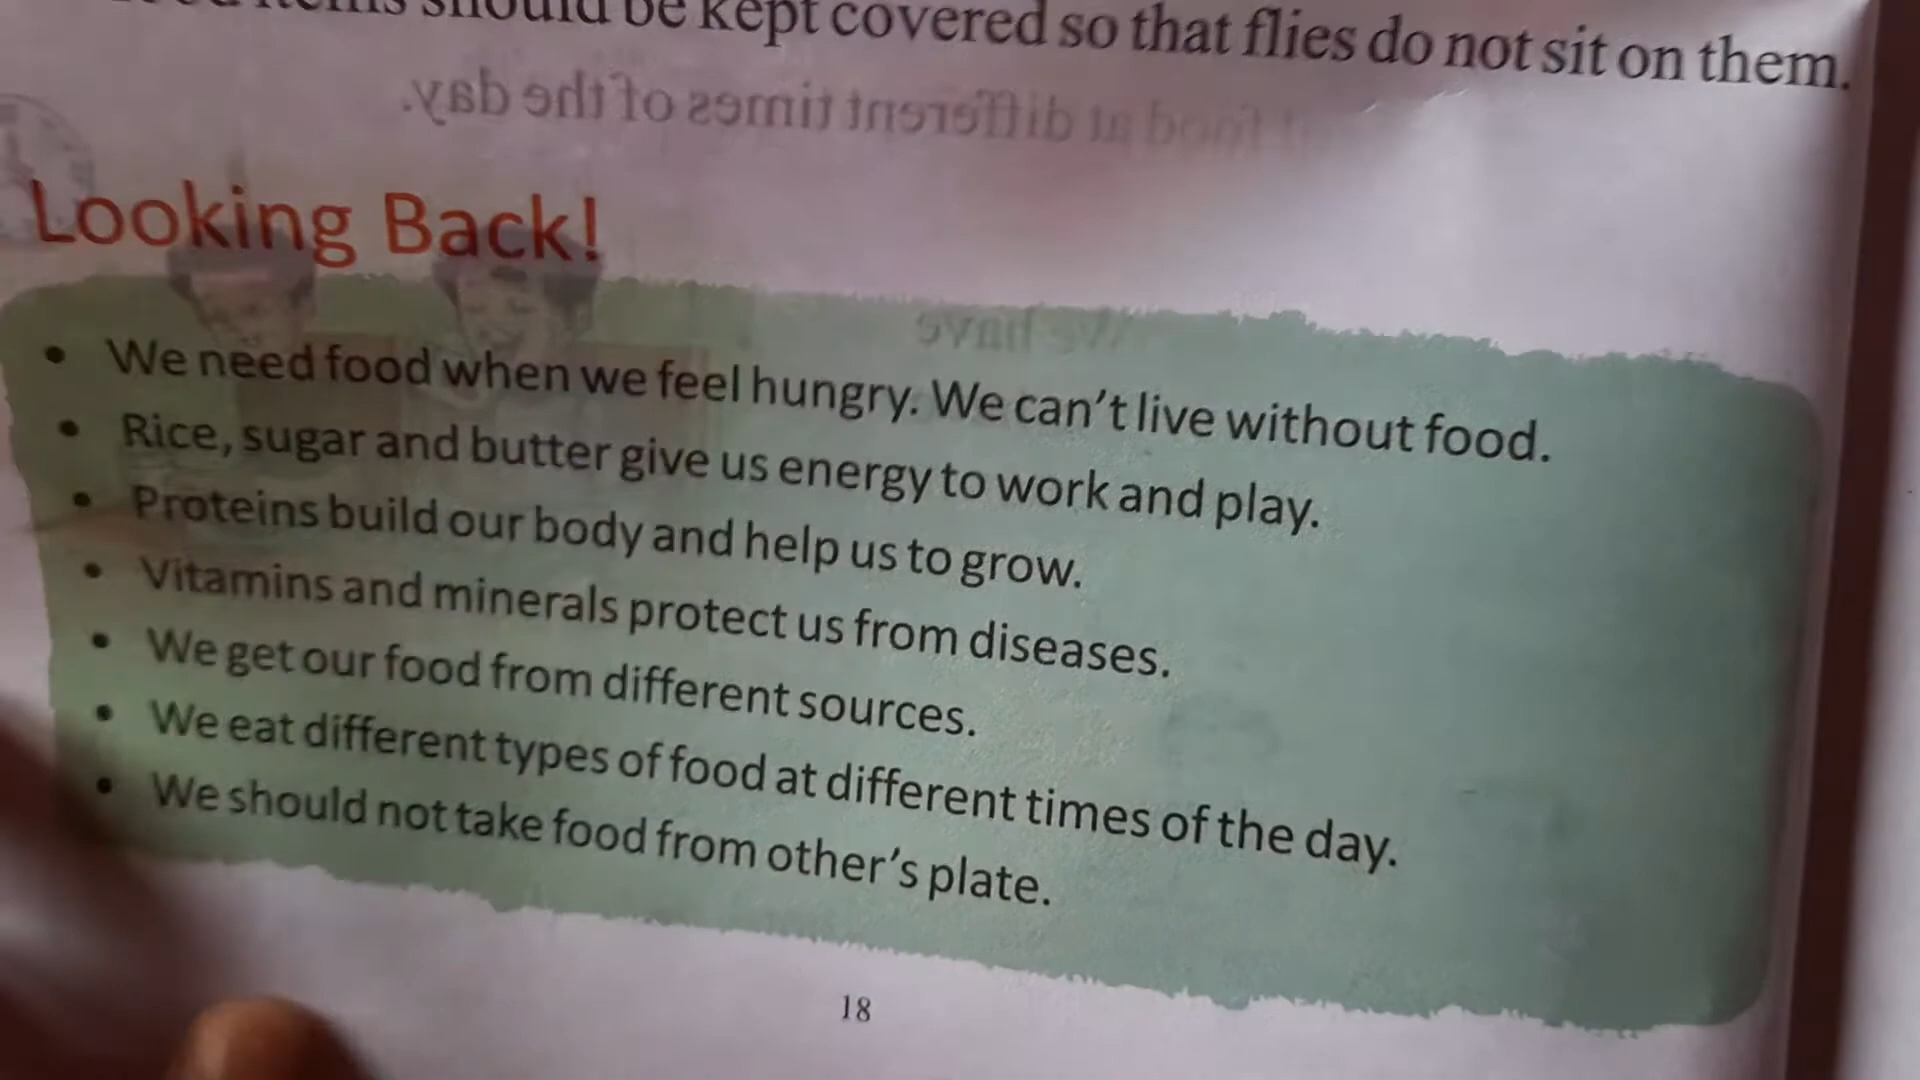 items should be kept covered so that flies do not sit on them.
Looking Back!
• We need food when we feel hungry. We can't live without food.
• Rice, sugar and butter give us energy to work and play.
• Proteins build our body and help us to grow.
• Vitamins and minerals protect us from diseases.
• We get our food from different sources.
• We eat different types of food at different times of the day.
• We should not take food from other's plate.
18